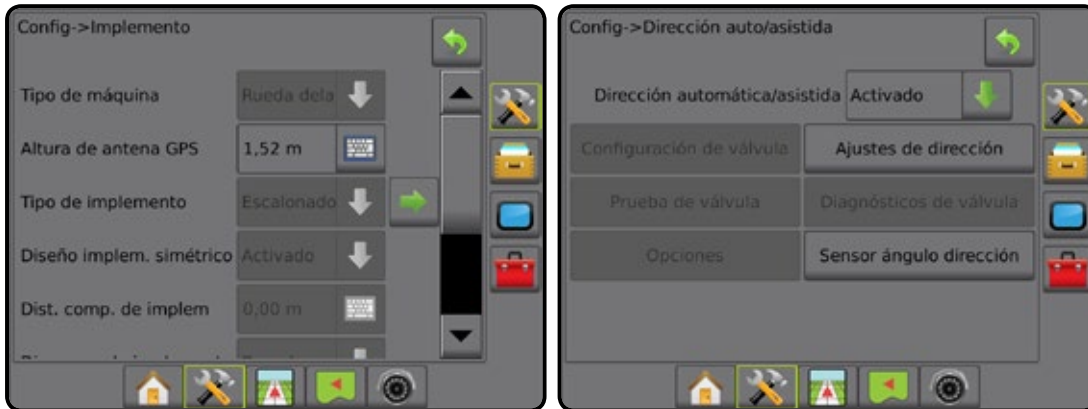 Config->Implemento
Tipo de máquina Rueda dela
Altura de antena GPS 1,52 m
Tipo de implemento Escalonado
Diseño implem. simétrico Activado
Dist. comp. de implem 0,00 m
Config->Dirección auto/asistida
Dirección automática/asistida Activado
Configuración de válvula Ajustes de dirección
Prueba de válvula Diagnósticos de válvula
Opciones Sensor ángulo dirección